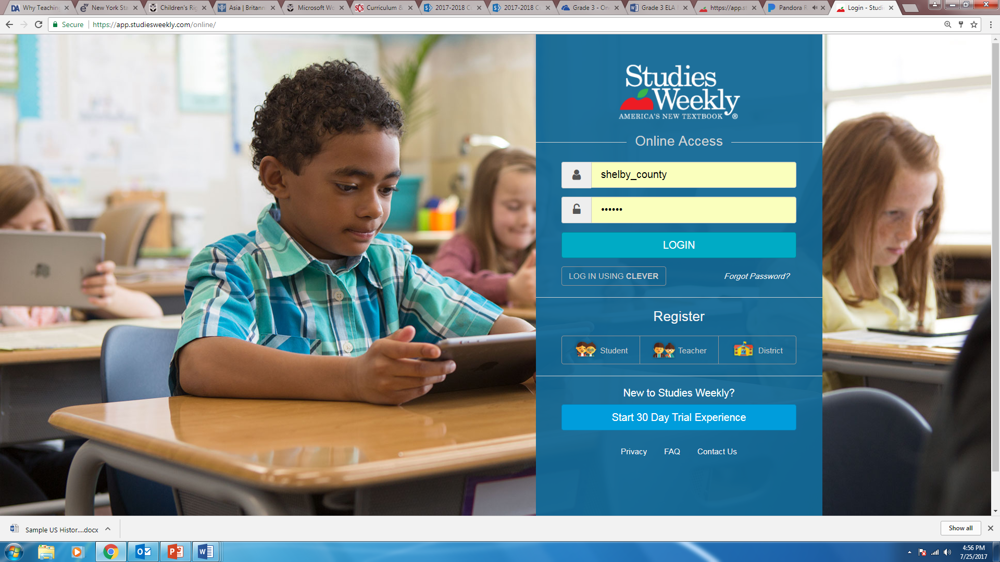 Why Teaching
New York Sta
Children's Rig
Asia | Britann
Microsoft Wo
Curriculum &
2017-2018 C
2017-2018 C
Grade 3 - On
Grade 3 ELA
https://app.s
Pandora R
Login - Studi
Secure https://app.studiesweekly.com/online/
Studies
Weekly
AMERICA'S NEW TEXTBOOK ®
Online Access
shelby_county
••••••
LOGIN
LOG IN USING CLEVER
Forgot Password?
Register
Student
Teacher
District
New to Studies Weekly?
Start 30 Day Trial Experience
Privacy
FAQ
Contact Us
Sample US Histor....docx
Show all
4:56 PM
7/25/2017